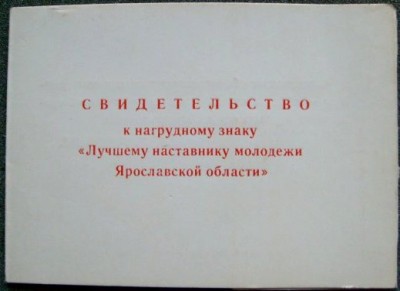 СВИДЕТЕЛЬСТВО
к нагрудному знаку
«Лучшему наставнику молодежи
Ярославской области»